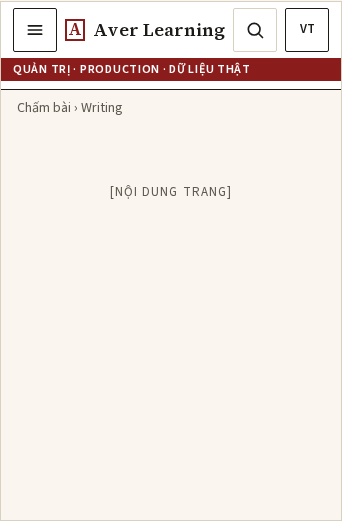 A Aver Learning VT
QUẢN TRỊ · PRODUCTION · DỮ LIỆU THẬT
Chấm bài › Writing
[NỘI DUNG TRANG]